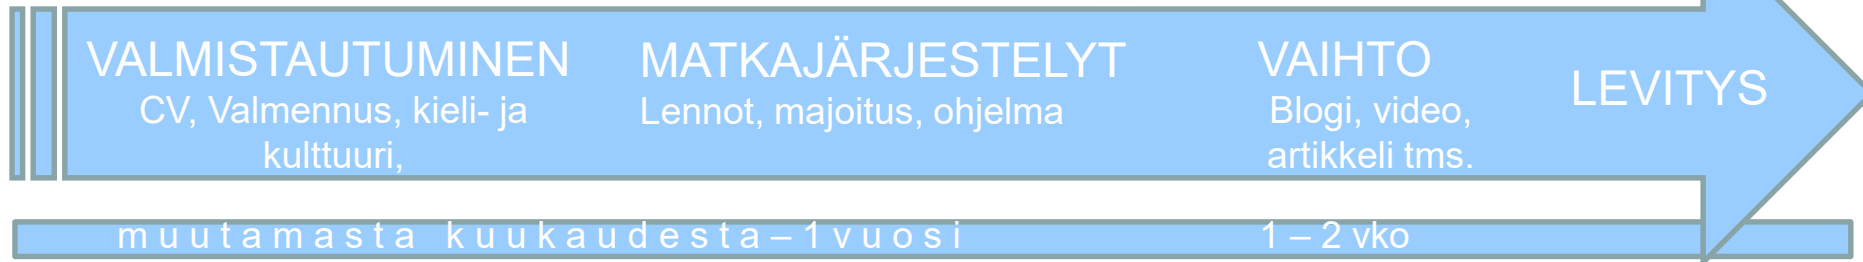 VALMISTAUTUMINEN
CV, Valmennus, kieli- ja
kulttuuri,
MATKAJÄRJESTELYT
Lennot, majoitus, ohjelma
VAIHTO
Blogi, video,
artikkeli tms.
LEVITYS
muutamasta kuukaudesta – 1 vuosi
1 – 2 vko